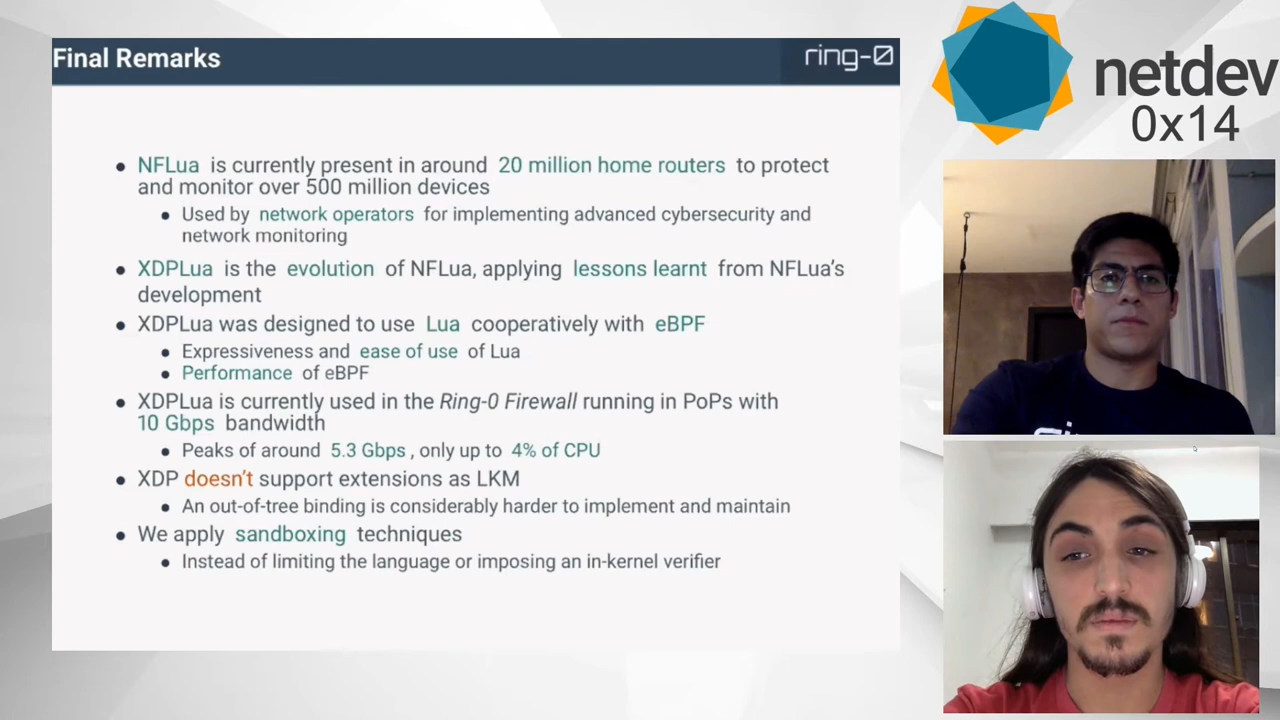 Final Remarks
ring-0
netdev
0x14
• NFLua is currently present in around 20 million home routers to protect
and monitor over 500 million devices
• Used by network operators for implementing advanced cybersecurity and
network monitoring
• XDPLua is the evolution of NFLua, applying lessons learnt from NFLua's
development
• XDPLua was designed to use Lua cooperatively with eBPF
• Expressiveness and ease of use of Lua
• Performance of eBPF
• XDPLua is currently used in the Ring-0 Firewall running in PoPs with
10 Gbps bandwidth
• Peaks of around 5.3 Gbps , only up to 4% of CPU
• XDP doesn't support extensions as LKM
• An out-of-tree binding is considerably harder to implement and maintain
• We apply sandboxing techniques
• Instead of limiting the language or imposing an in-kernel verifier